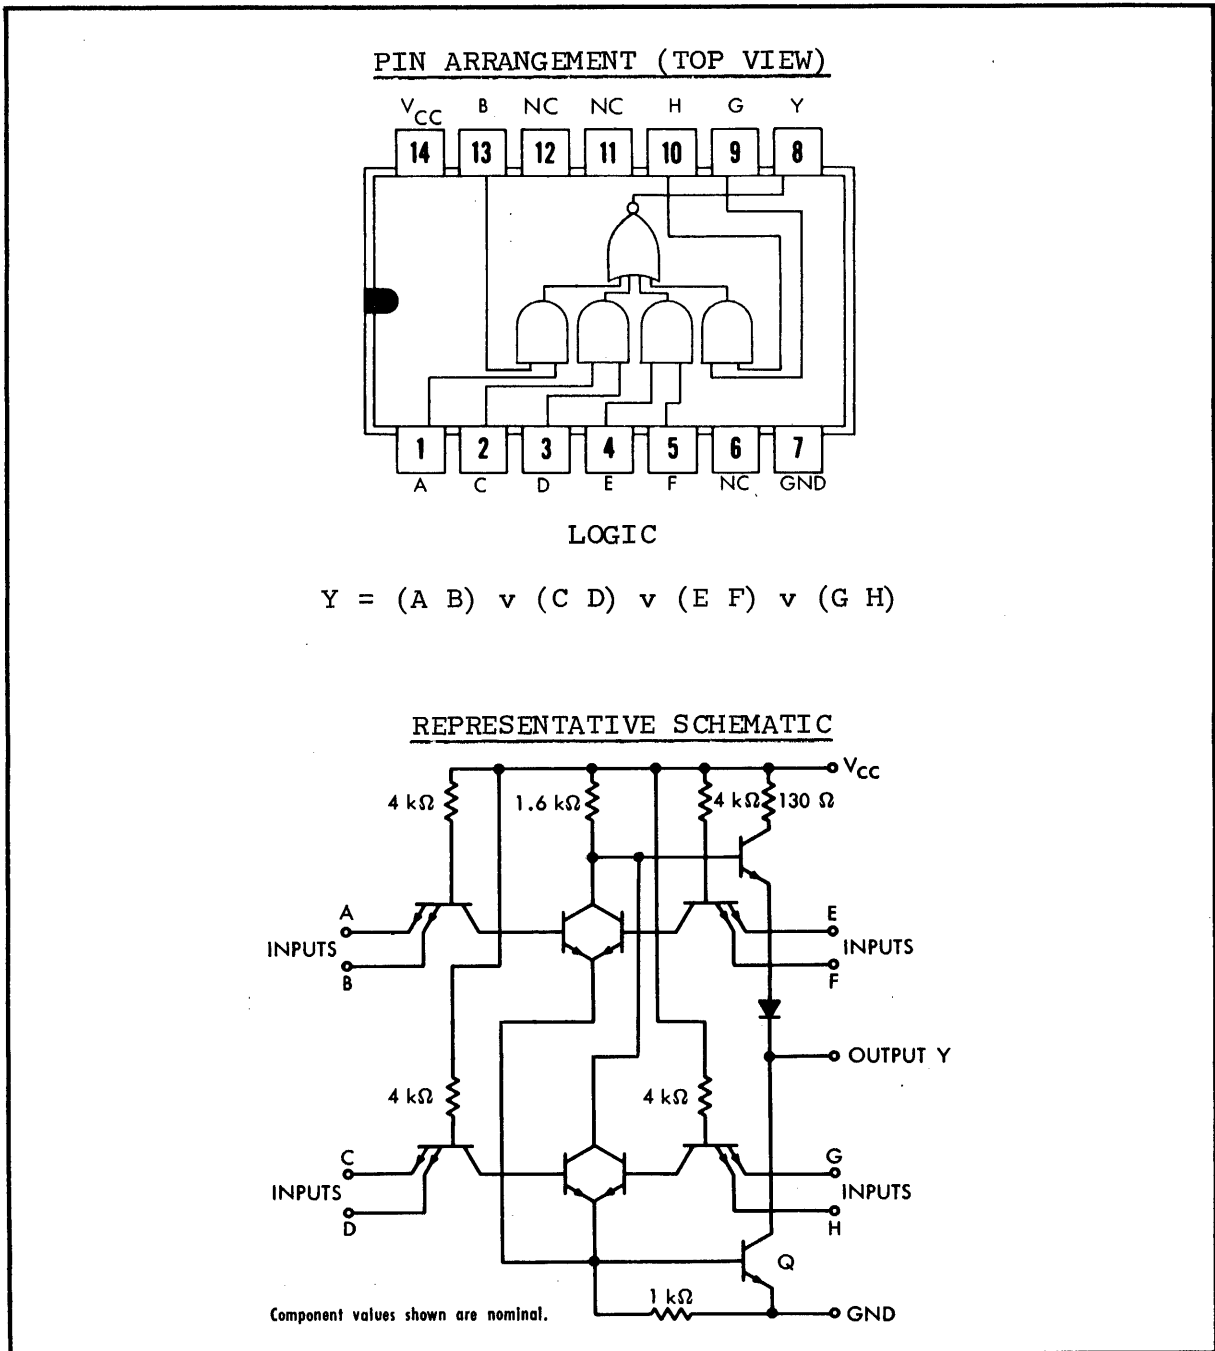 PIN ARRANGEMENT (TOP VIEW)
VCC B NC NC H G Y
14 13 12 11 10 9 8
1 2 3 4 5 6 7
A C D E F NC GND
LOGIC
Y = (A B) v (C D) v (E F) v (G H)
REPRESENTATIVE SCHEMATIC
VCC
4 kΩ 1.6 kΩ 4 kΩ 130 Ω
A E
INPUTS INPUTS
B F
OUTPUT Y
4 kΩ 4 kΩ
C G
INPUTS INPUTS
D H
Q
1 kΩ
Component values shown are nominal. GND